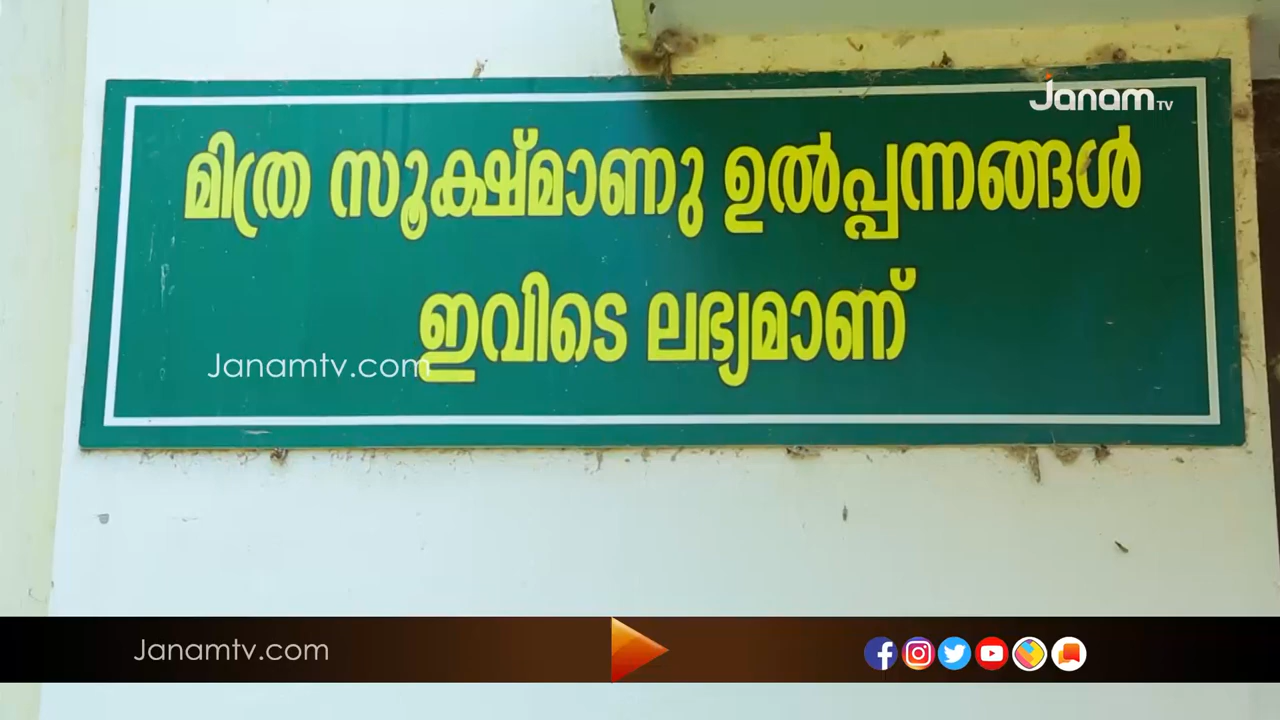 Janam TV
മിത്ര സൂക്ഷ്മാണു ഉൽപ്പന്നങ്ങൾ
ഇവിടെ ലഭ്യമാണ്
Janamtv.com
Janamtv.com